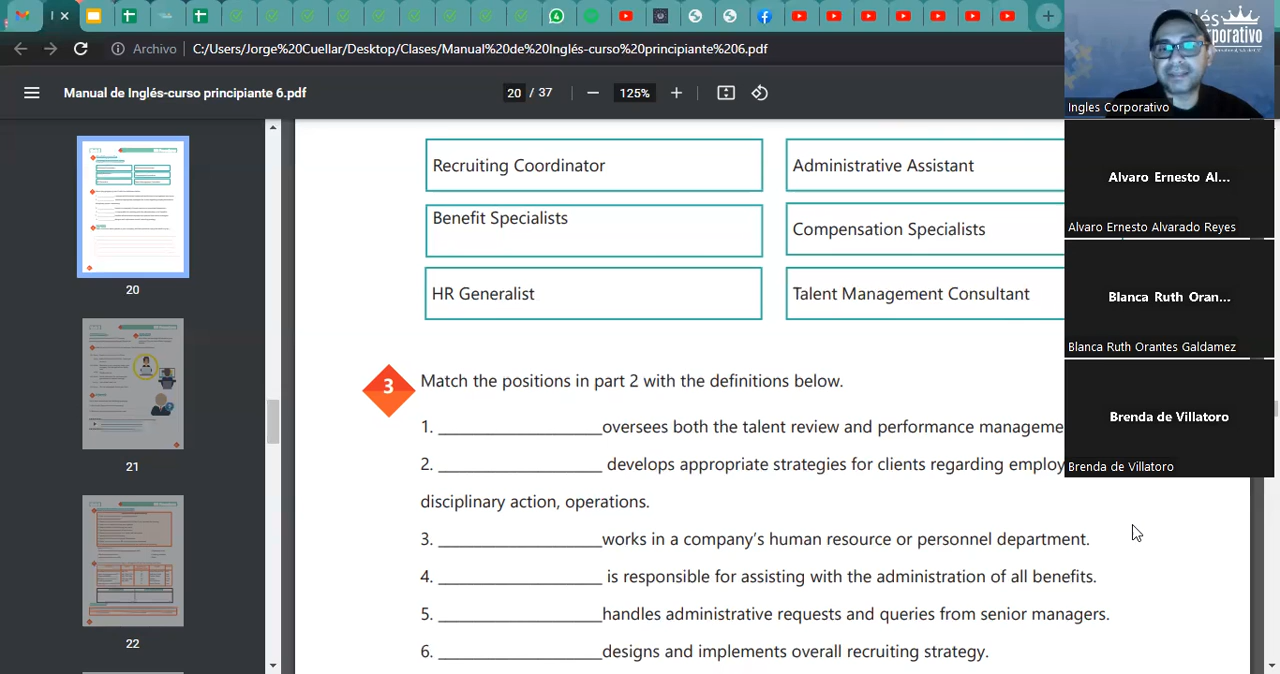 Archivo C:/Users/Jorge%20Cuellar/Desktop/Clases/Manual%20de%20Inglés-curso%20principiante%206.pdf
Manual de Inglés-curso principiante 6.pdf
20 / 37
125%
Ingles Corporativo
Recruiting Coordinator
Administrative Assistant
Benefit Specialists
Compensation Specialists
HR Generalist
Talent Management Consultant
3
Match the positions in part 2 with the definitions below.
1. ____________________oversees both the talent review and performance manageme
2. ____________________ develops appropriate strategies for clients regarding employ
disciplinary action, operations.
3. ____________________works in a company's human resource or personnel department.
4. ____________________ is responsible for assisting with the administration of all benefits.
5. ____________________handles administrative requests and queries from senior managers.
6. ____________________designs and implements overall recruiting strategy.
20
21
22
Alvaro Ernesto Al...
Alvaro Ernesto Alvarado Reyes
Blanca Ruth Oran...
Blanca Ruth Orantes Galdamez
Brenda de Villatoro
Brenda de Villatoro